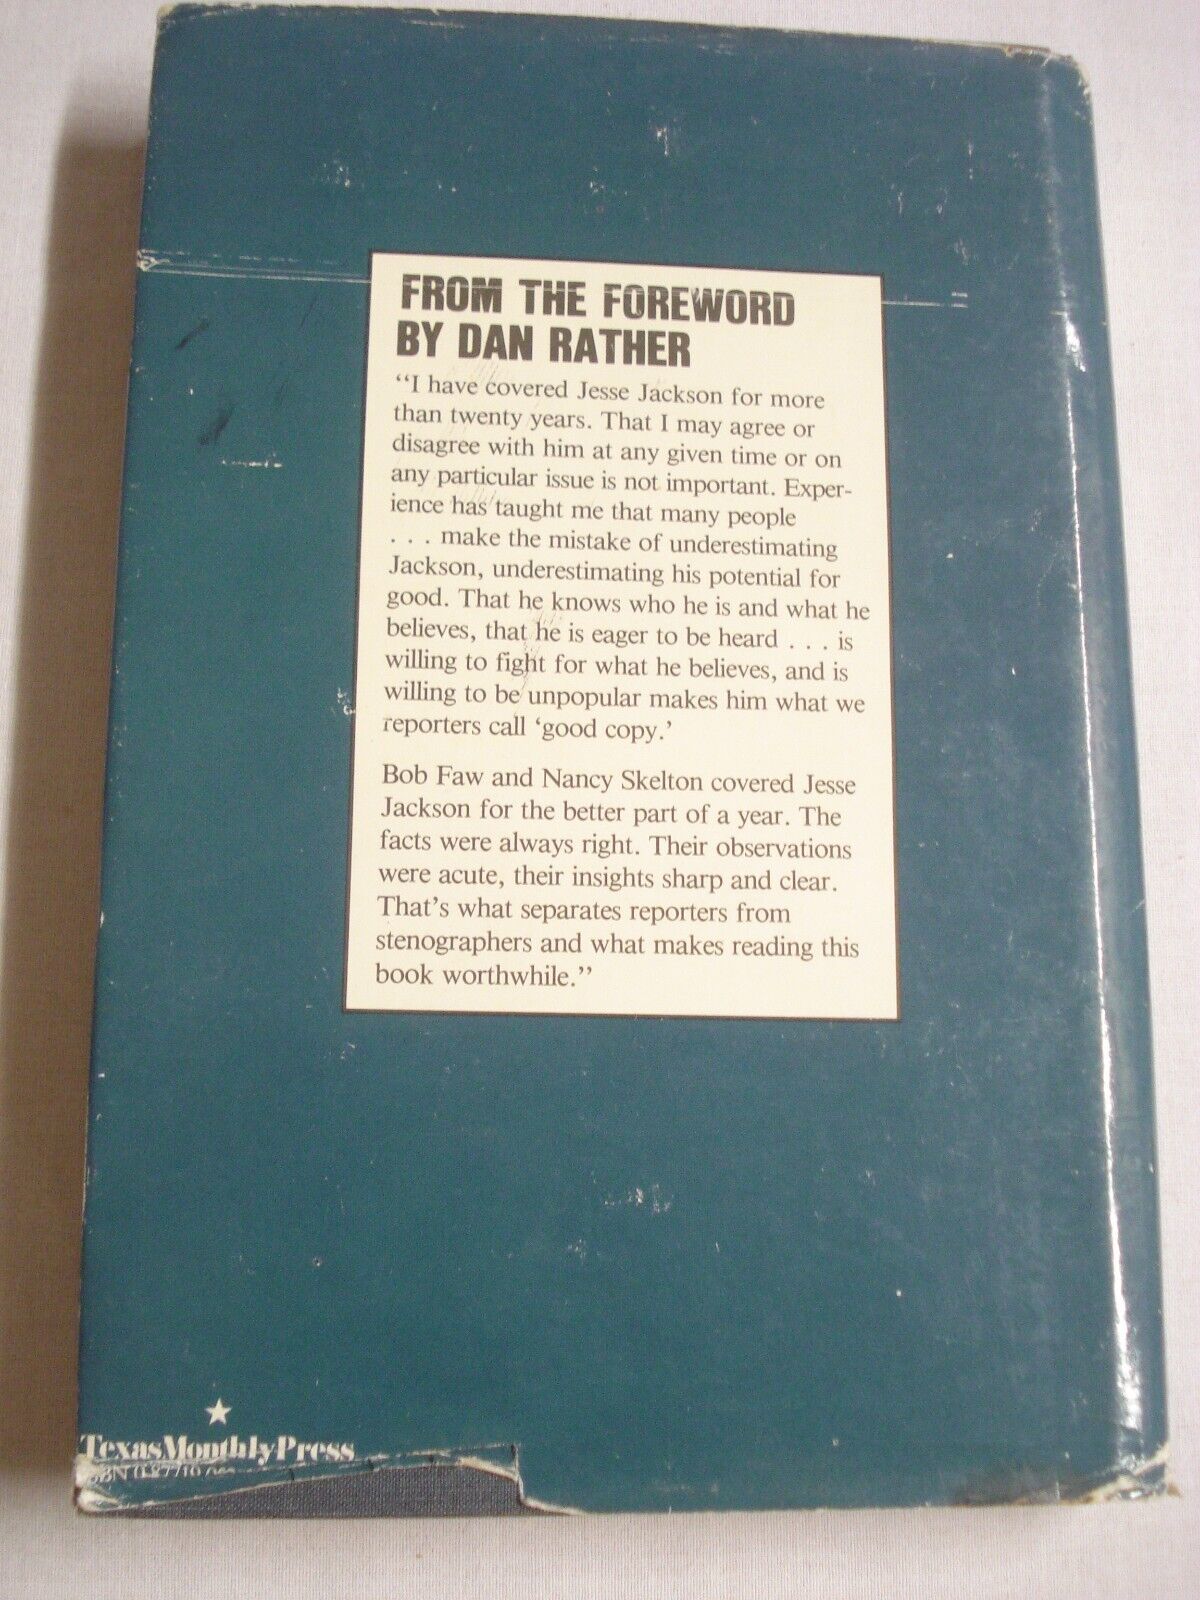 FROM THE FOREWORD
BY DAN RATHER
“I have covered Jesse Jackson for more
than twenty years. That I may agree or
disagree with him at any given time or on
any particular issue is not important. Exper-
ience has taught me that many people
. . . make the mistake of underestimating
Jackson, underestimating his potential for
good. That he knows who he is and what he
believes, that he is eager to be heard . . . is
willing to fight for what he believes, and is
willing to be unpopular makes him what we
reporters call ‘good copy.’
Bob Faw and Nancy Skelton covered Jesse
Jackson for the better part of a year. The
facts were always right. Their observations
were acute, their insights sharp and clear.
That’s what separates reporters from
stenographers and what makes reading this
book worthwhile.”
TexasMonthlyPress